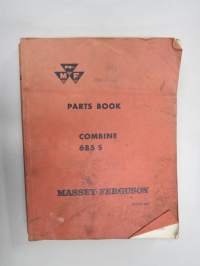 MF
PARTS BOOK
COMBINE
685 S
MASSEY-FERGUSON